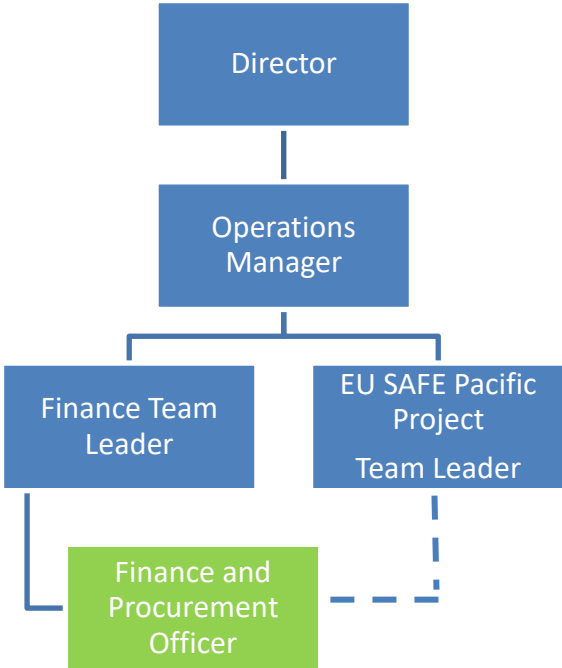 Director
Operations
Manager
Finance Team
Leader
EU SAFE Pacific
Project
Team Leader
Finance and
Procurement
Officer